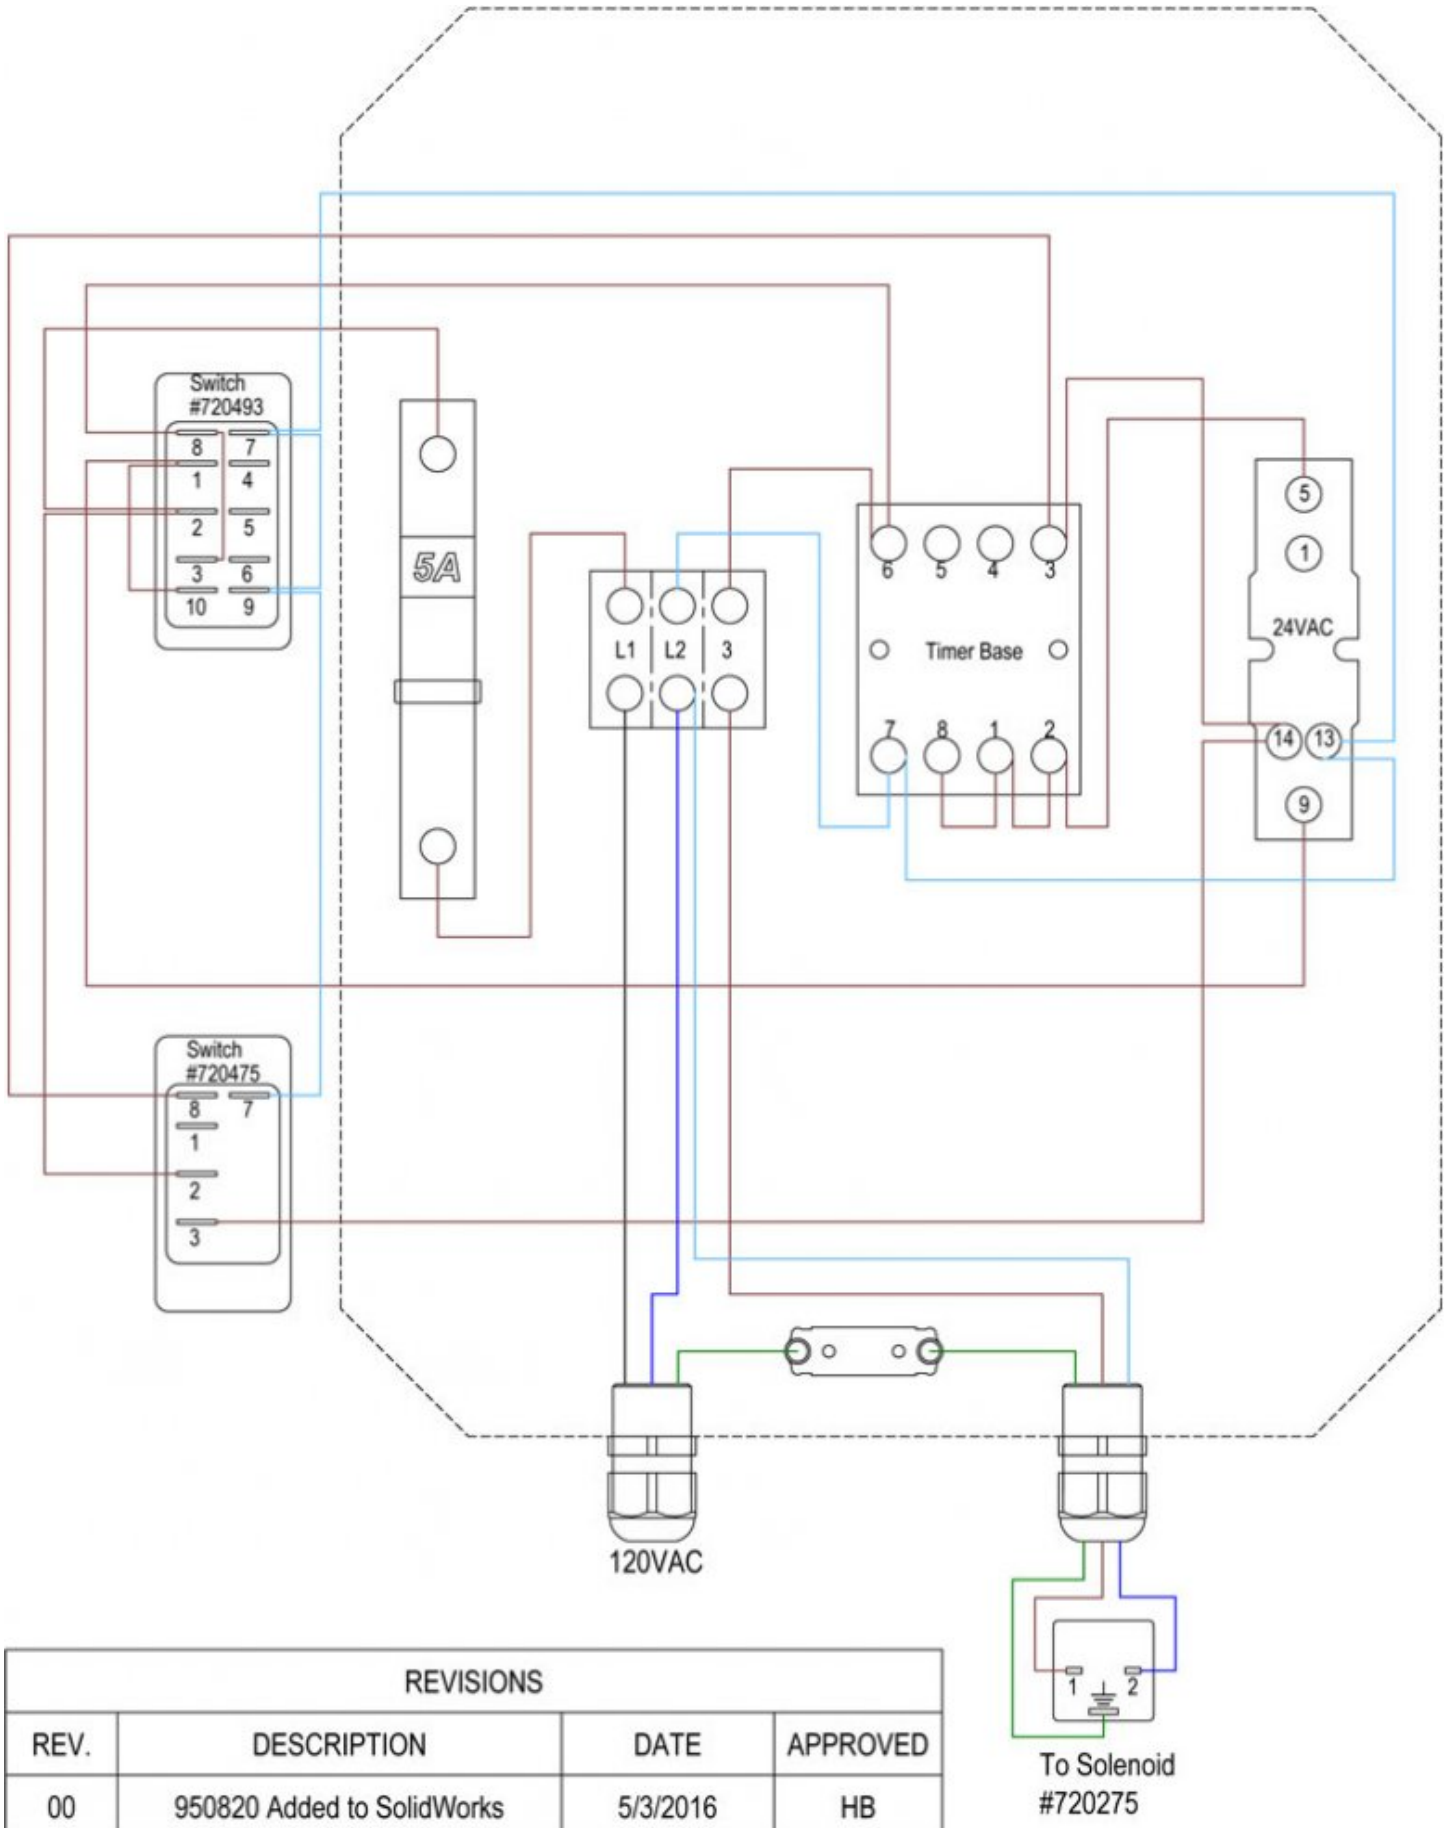 Switch
#720493
8 7
1 4
2 5
3 6
10 9
5A
L1 L2 3
6 5 4 3
Timer Base
7 8 1 2
5
1
24VAC
14 13
9
Switch
#720475
8 7
1
2
3
120VAC
1 2
To Solenoid
#720275
REVISIONS
REV. DESCRIPTION DATE APPROVED
00 950820 Added to SolidWorks 5/3/2016 HB